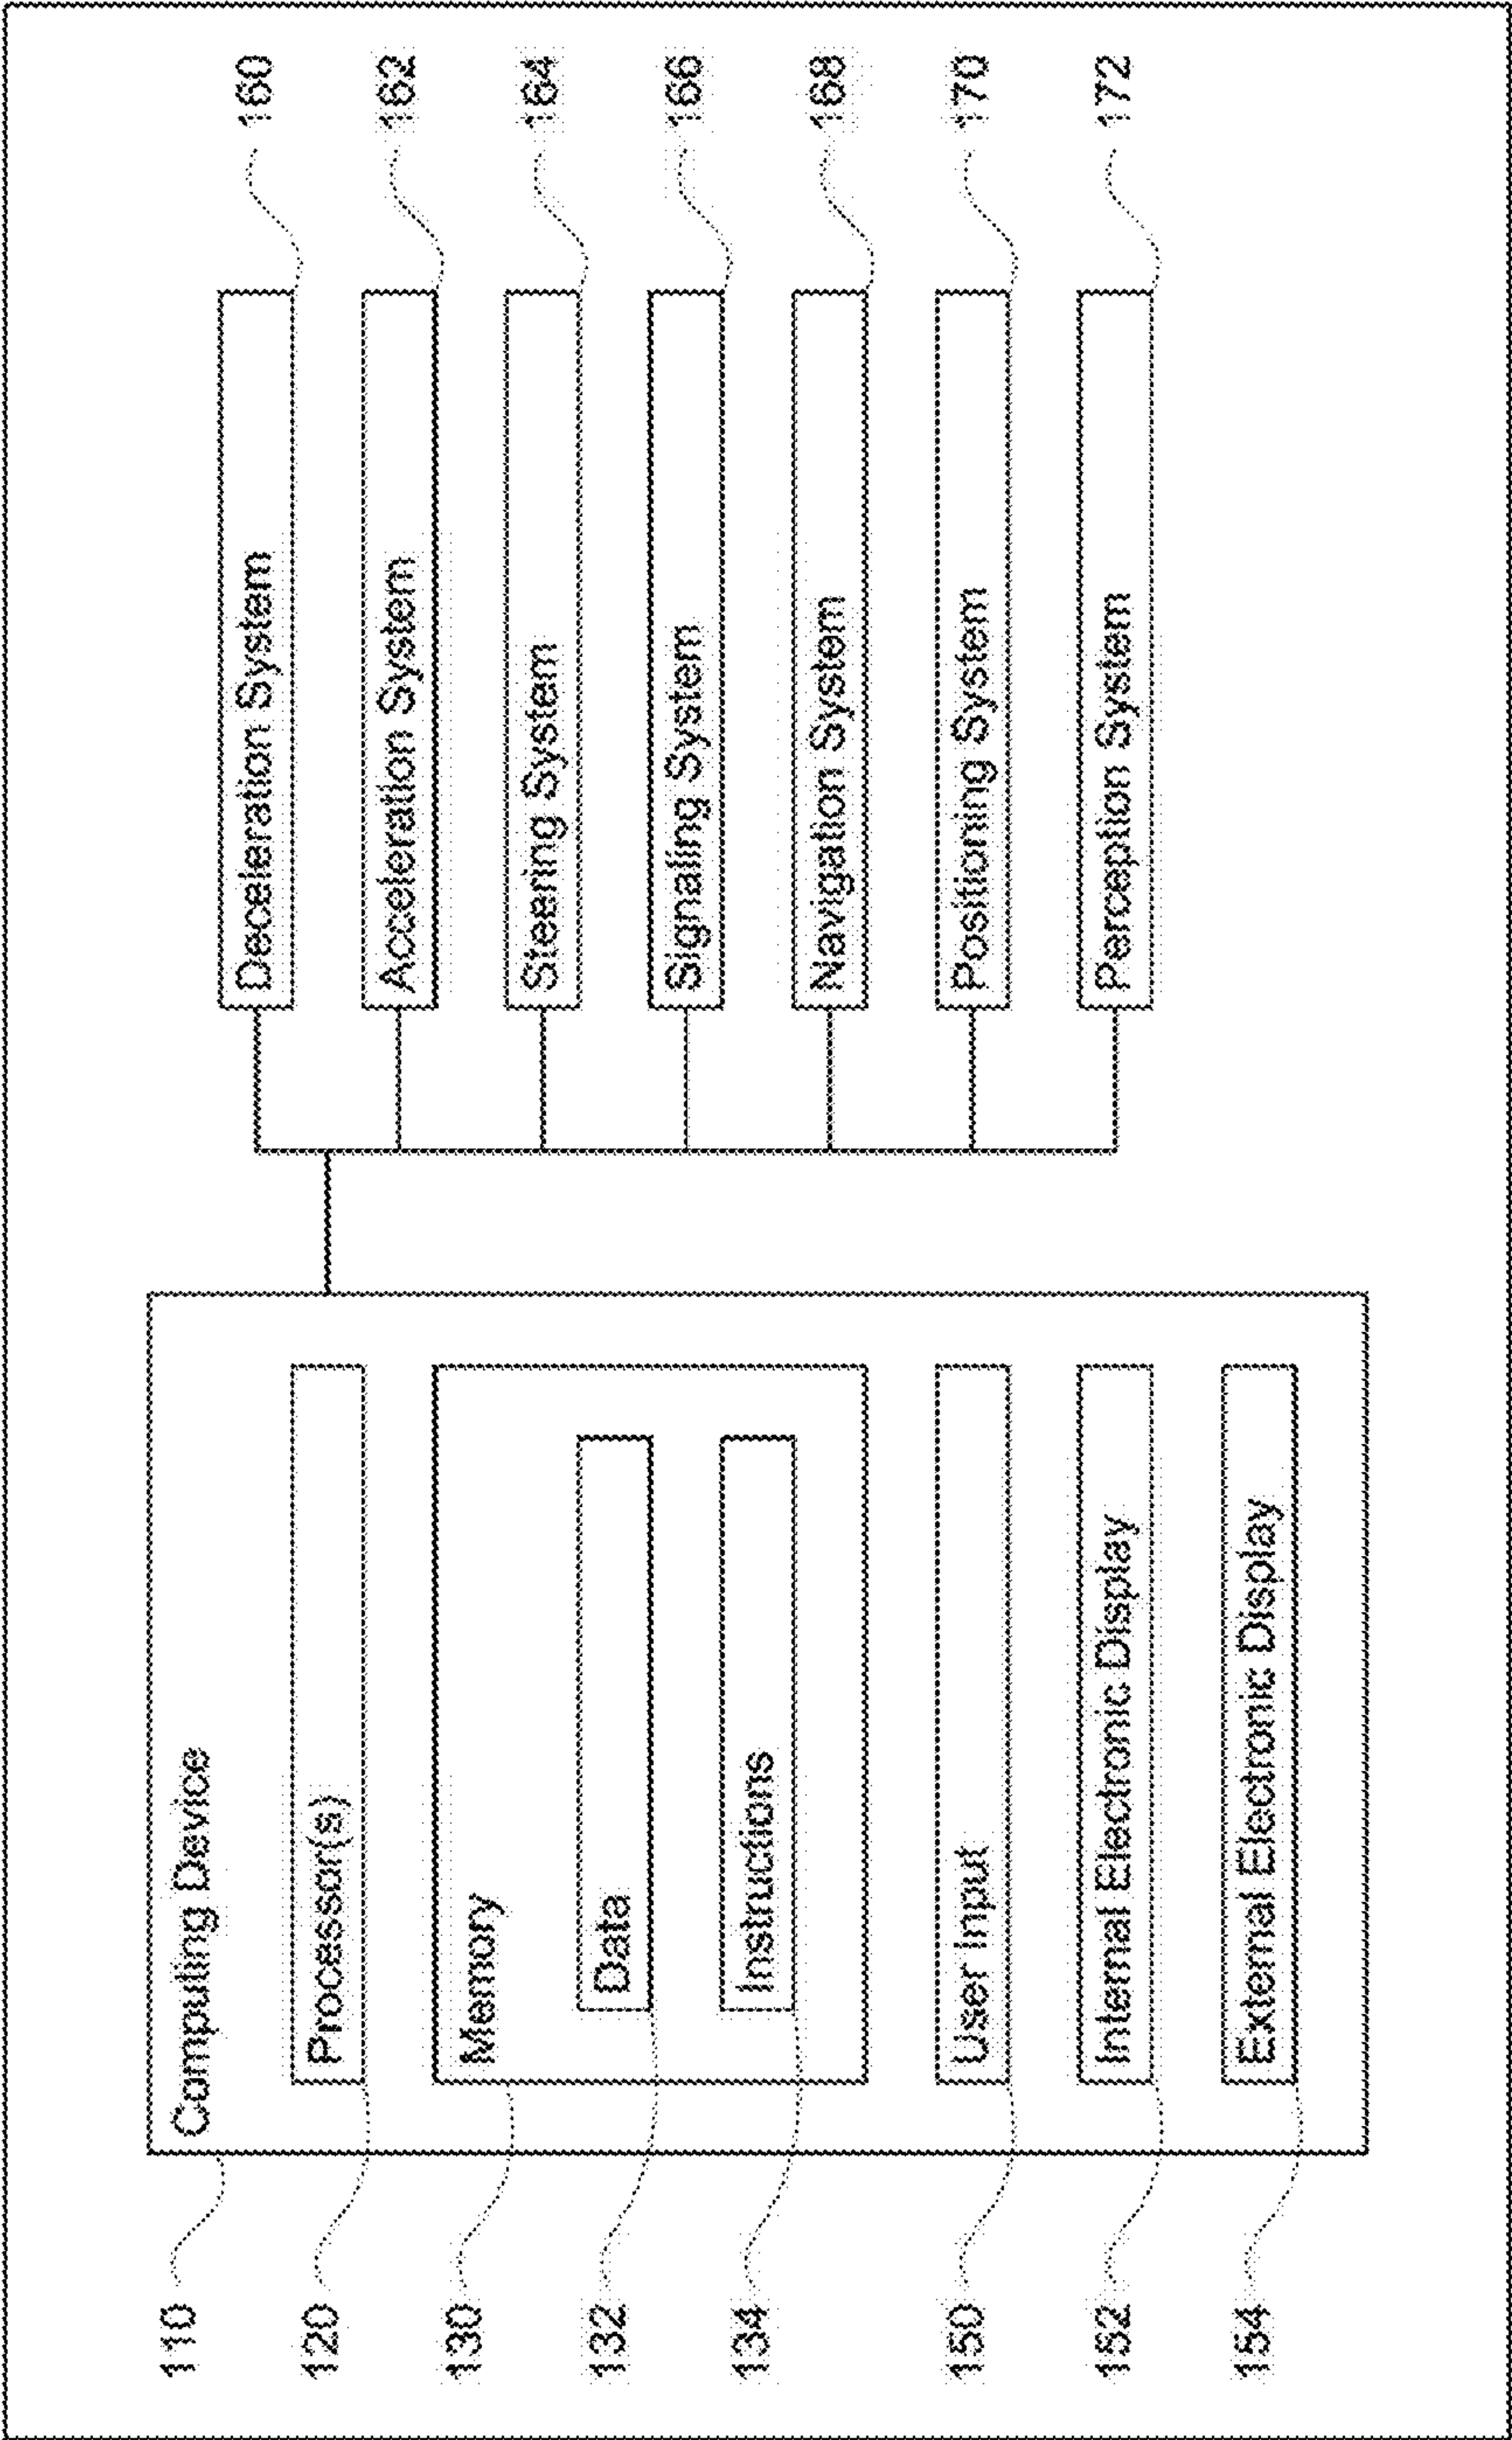 110
Computing Device
120
Processor(s)
130
Memory
132
Data
134
Instructions
150
User Input
152
Internal Electronic Display
154
External Electronic Display
Deceleration System
160
Acceleration System
162
Steering System
164
Signaling System
166
Navigation System
168
Positioning System
170
Perception System
172